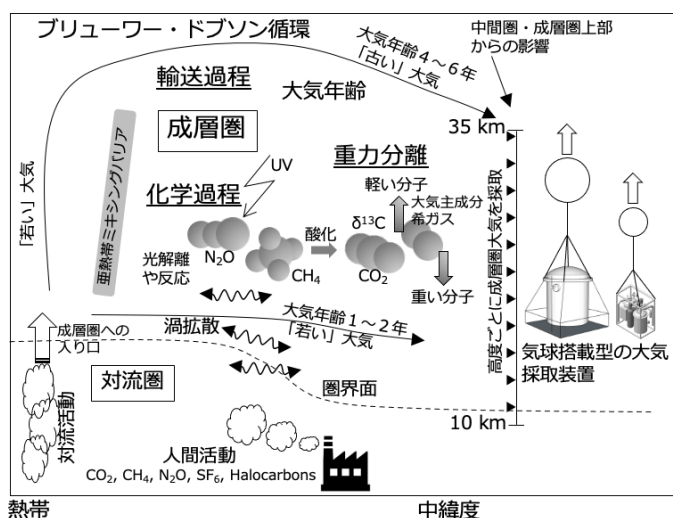 ブリューワー・ドブソン循環
中間圏・成層圏上部
からの影響
大気年齢4～6年
「古い」大気
輸送過程
大気年齢
35 km
成層圏
重力分離
亜熱帯ミキシングバリア
「若い」大気
UV
化学過程
軽い分子
大気主成分
希ガス
δ¹³C
酸化
光解離
や反応
N₂O
CH₄
CO₂
重い分子
高度ごとに成層圏大気を採取
成層圏への
入り口
渦拡散
大気年齢1～2年
「若い」大気
気球搭載型の大気
採取装置
対流圏
圏界面
対流活動
10 km
人間活動
CO₂, CH₄, N₂O, SF₆, Halocarbons
熱帯
中緯度